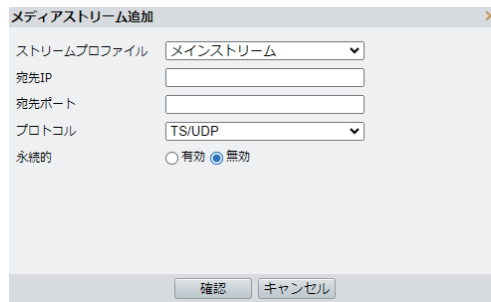 メディアストリーム追加
ストリームプロファイル メインストリーム
宛先IP
宛先ポート
プロトコル TS/UDP
永続的 有効 無効
確認 キャンセル